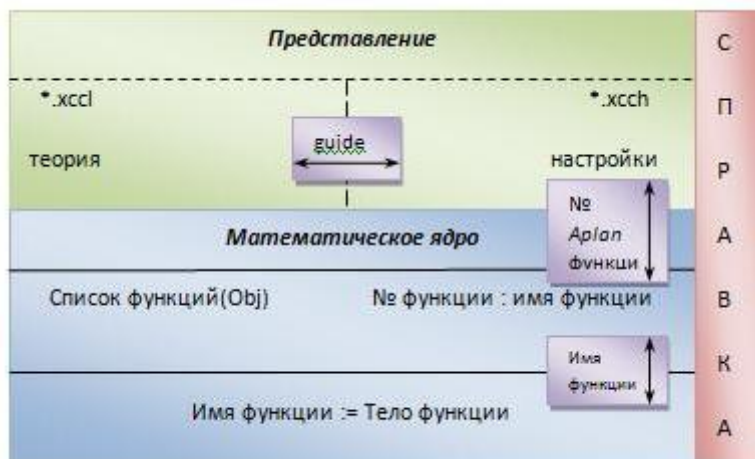 Представление
*.xccl
*.xcch
guide
теория
настройки
№
Aplan
функци
Математическое ядро
Список функций(Obj)
№ функции : имя функции
Имя
функции
Имя функции := Тело функции
С
П
Р
А
В
К
А